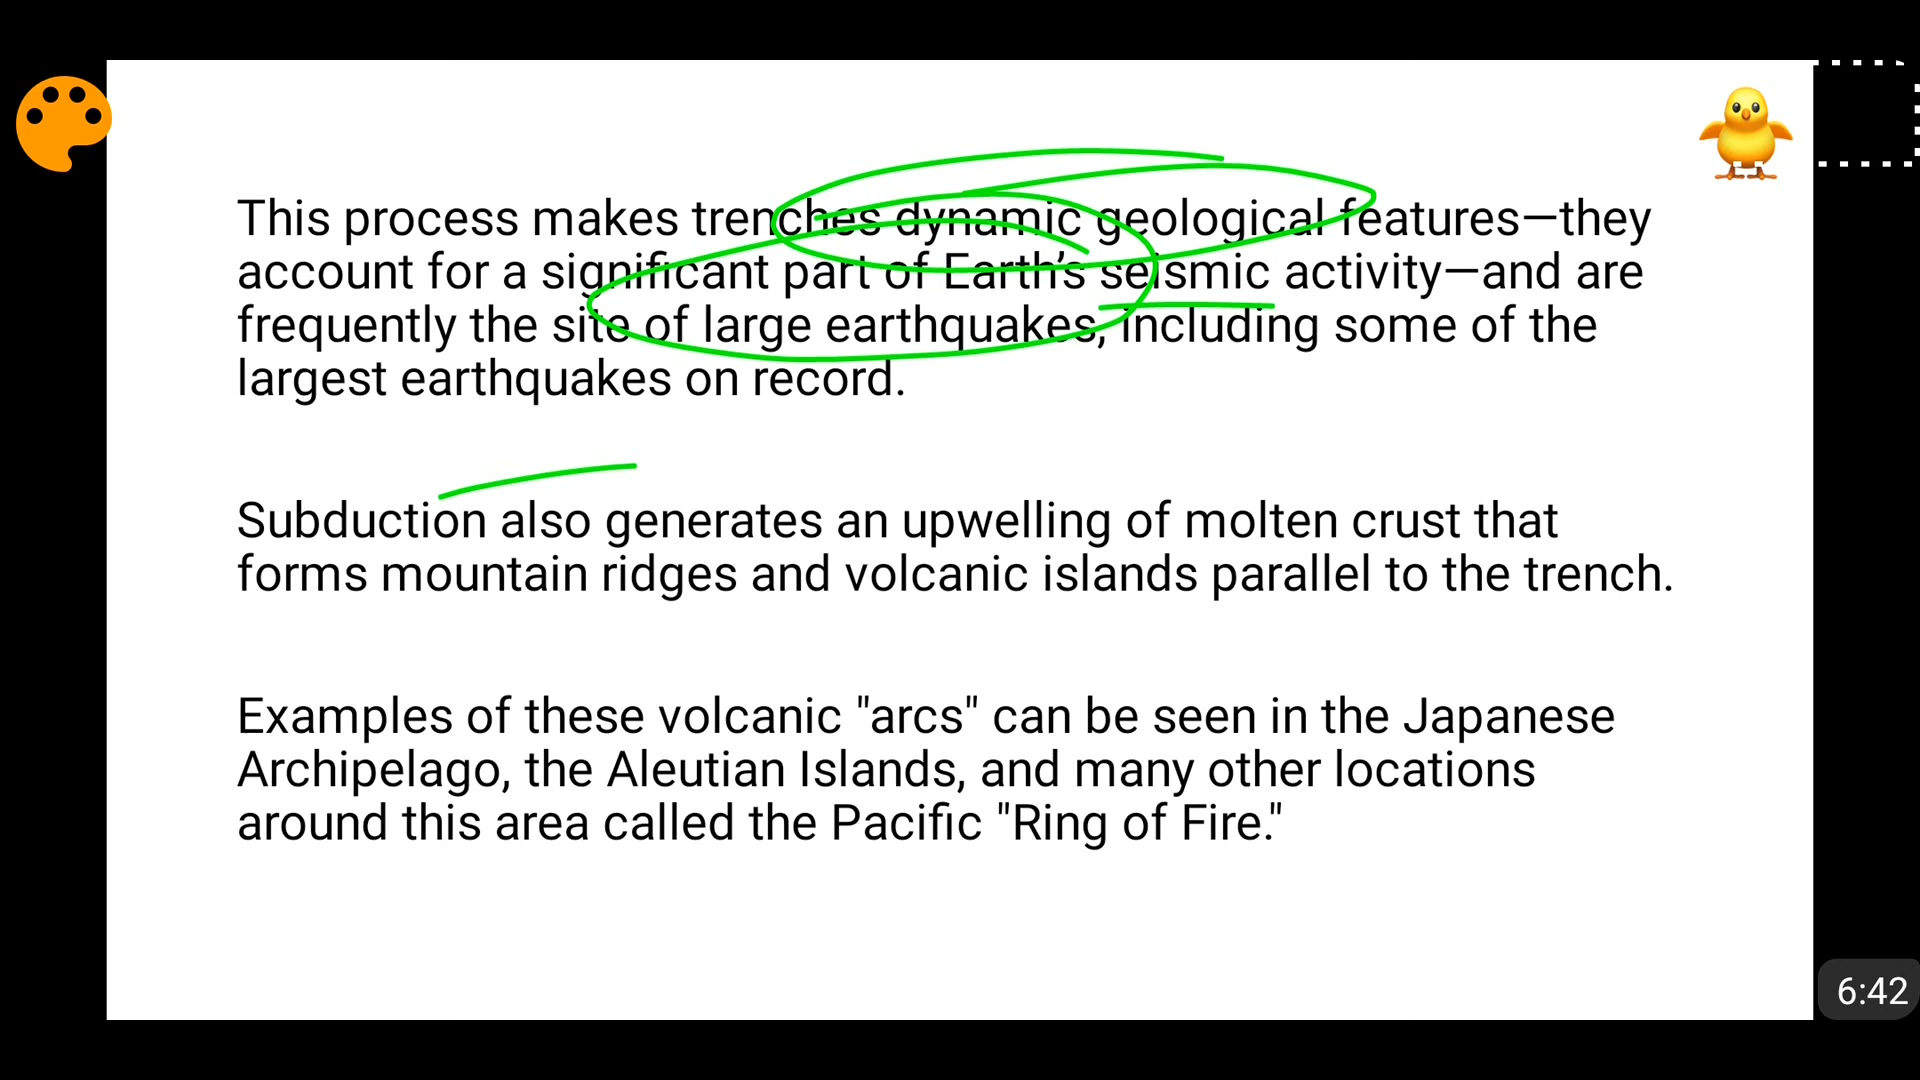 This process makes trenches dynamic geological features—they
account for a significant part of Earth’s seismic activity—and are
frequently the site of large earthquakes, including some of the
largest earthquakes on record.
Subduction also generates an upwelling of molten crust that
forms mountain ridges and volcanic islands parallel to the trench.
Examples of these volcanic "arcs" can be seen in the Japanese
Archipelago, the Aleutian Islands, and many other locations
around this area called the Pacific "Ring of Fire."
6:42